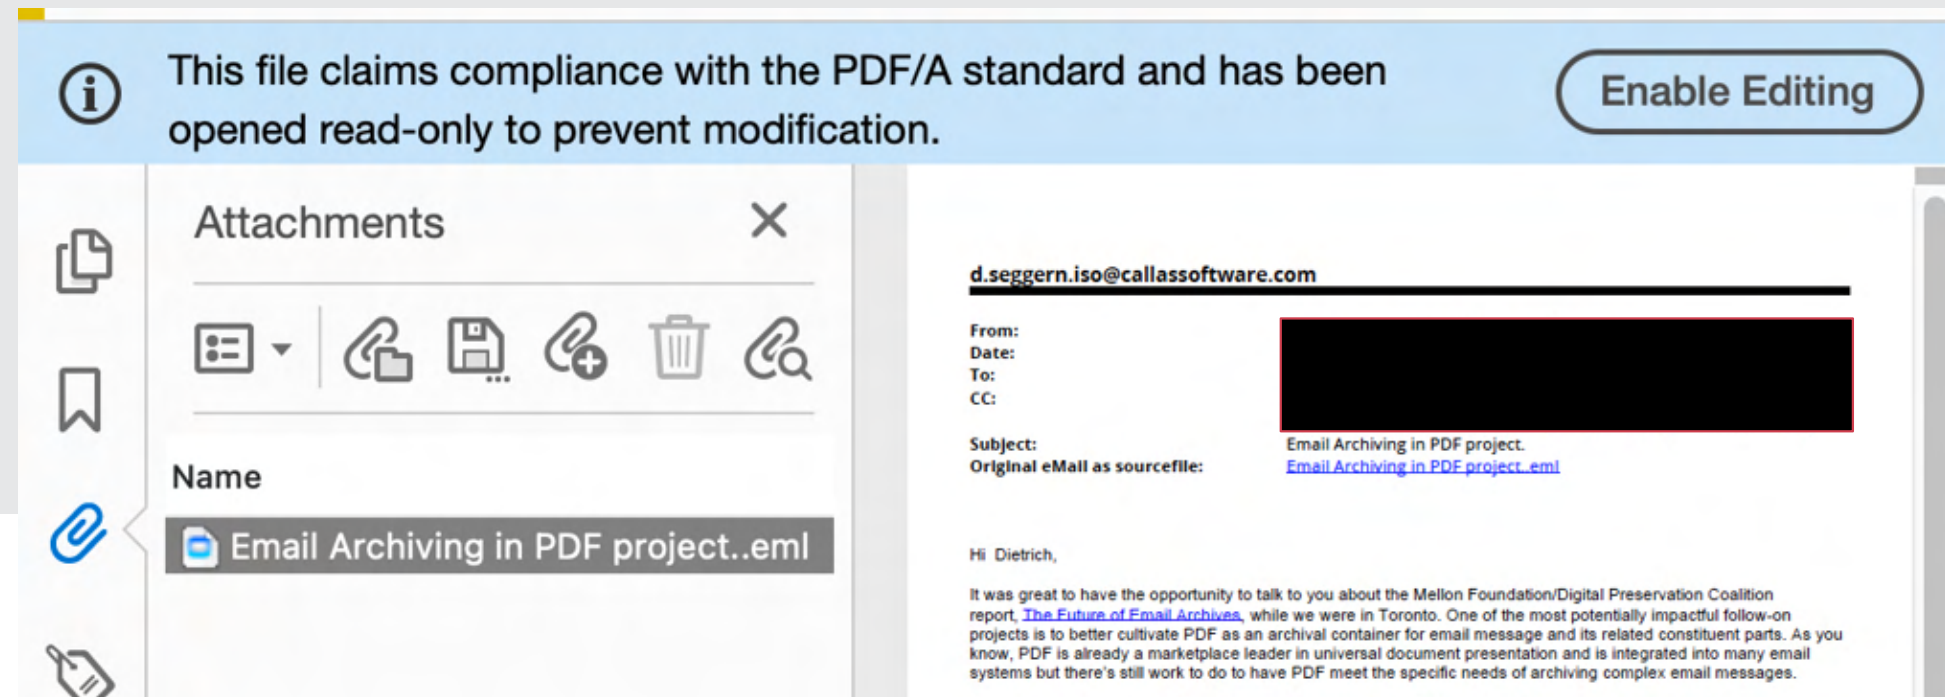 This file claims compliance with the PDF/A standard and has been
opened read-only to prevent modification.
Enable Editing
Attachments
Name
Email Archiving in PDF project..eml
d.seggern.iso@callassoftware.com
From:
Date:
To:
CC:
Subject: Email Archiving in PDF project.
Original eMail as sourcefile: Email Archiving in PDF project..eml
Hi Dietrich,
It was great to have the opportunity to talk to you about the Mellon Foundation/Digital Preservation Coalition
report, The Future of Email Archives, while we were in Toronto. One of the most potentially impactful follow-on
projects is to better cultivate PDF as an archival container for email message and its related constituent parts. As you
know, PDF is already a marketplace leader in universal document presentation and is integrated into many email
systems but there's still work to do to have PDF meet the specific needs of archiving complex email messages.